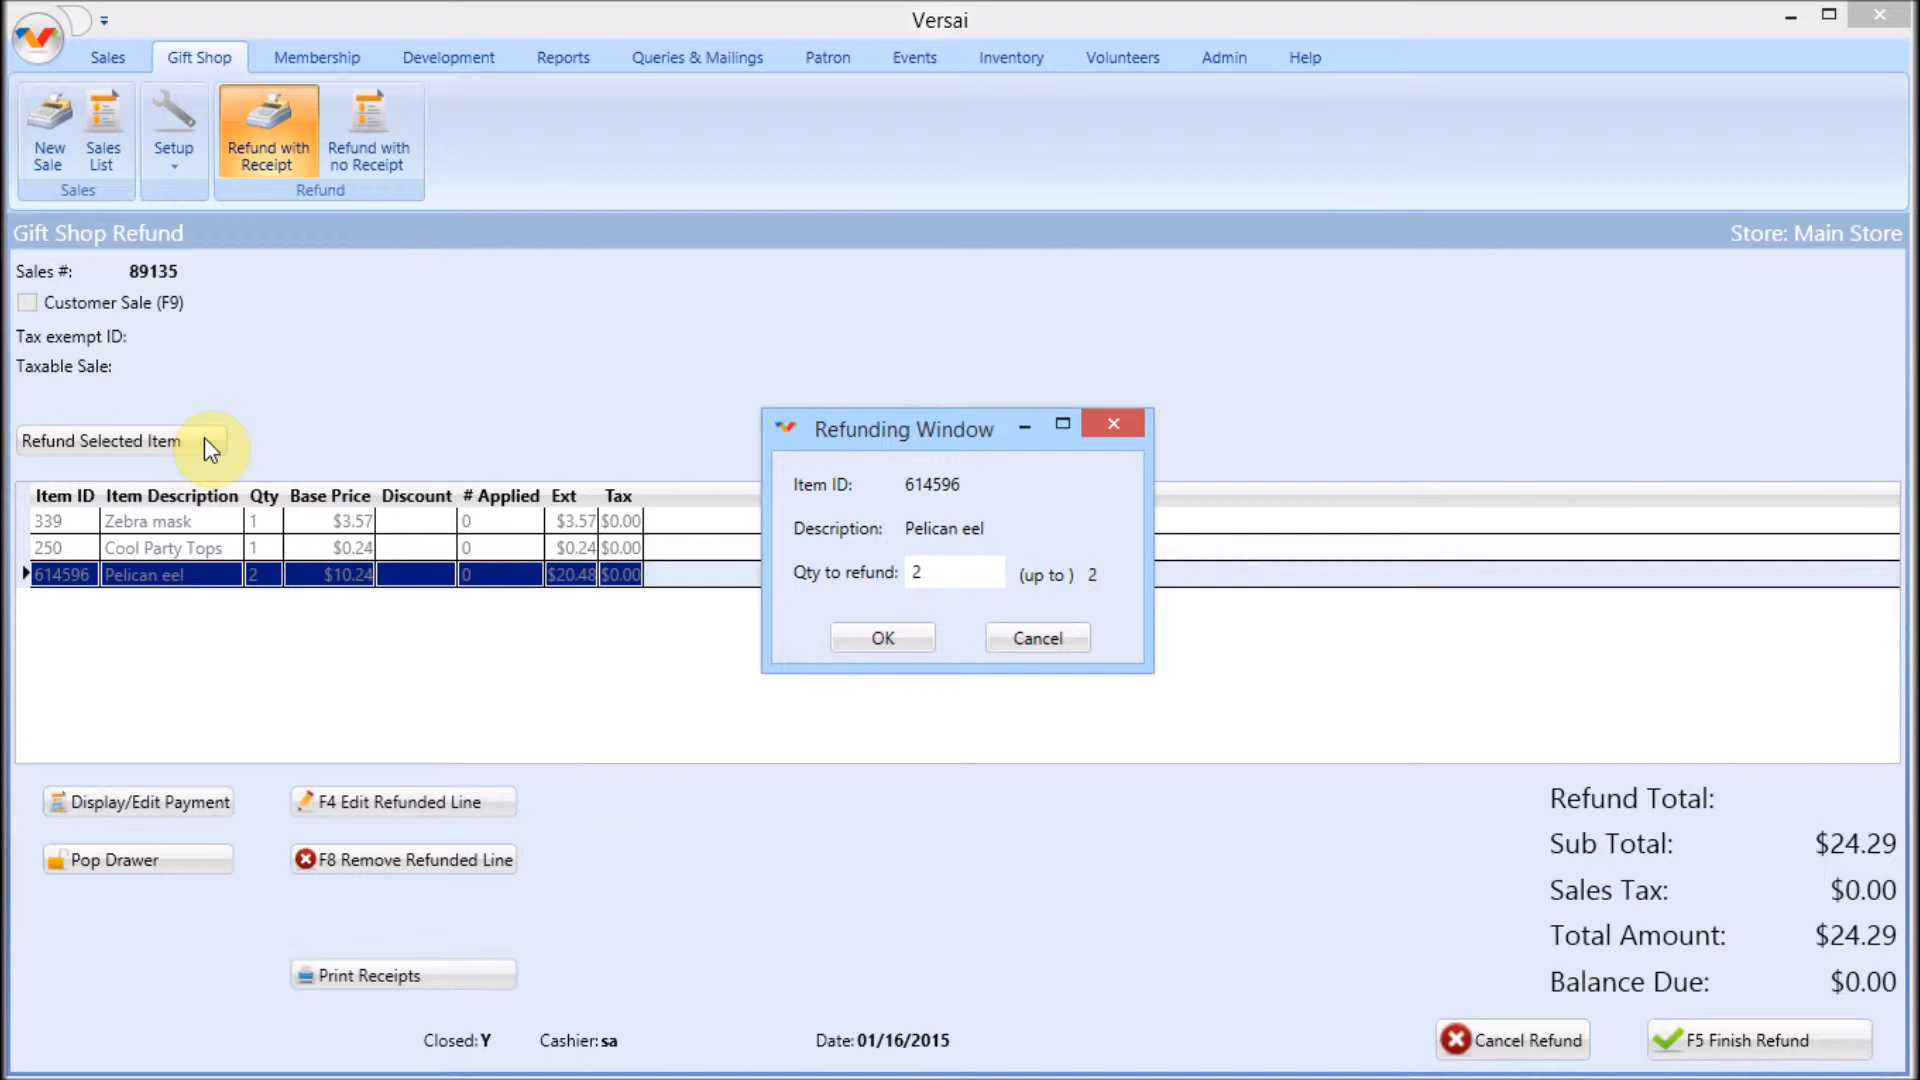 Versai
Sales Gift Shop Membership Development Reports Queries & Mailings Patron Events Inventory Volunteers Admin Help
New Sale
Sales List
Setup
Refund with Receipt
Refund with no Receipt
Sales
Refund
Gift Shop Refund
Store: Main Store
Sales #: 89135
Customer Sale (F9)
Tax exempt ID:
Taxable Sale:
Refund Selected Item
Item ID Item Description Qty Base Price Discount # Applied Ext Tax
339 Zebra mask 1 $3.57 0 $3.57 $0.00
250 Cool Party Tops 1 $0.24 0 $0.24 $0.00
614596 Pelican eel 2 $10.24 0 $20.48 $0.00
Refunding Window
Item ID: 614596
Description: Pelican eel
Qty to refund: 2 (up to ) 2
OK Cancel
Display/Edit Payment
F4 Edit Refunded Line
Pop Drawer
F8 Remove Refunded Line
Print Receipts
Refund Total:
Sub Total: $24.29
Sales Tax: $0.00
Total Amount: $24.29
Balance Due: $0.00
Closed: Y Cashier: sa Date: 01/16/2015
Cancel Refund
F5 Finish Refund